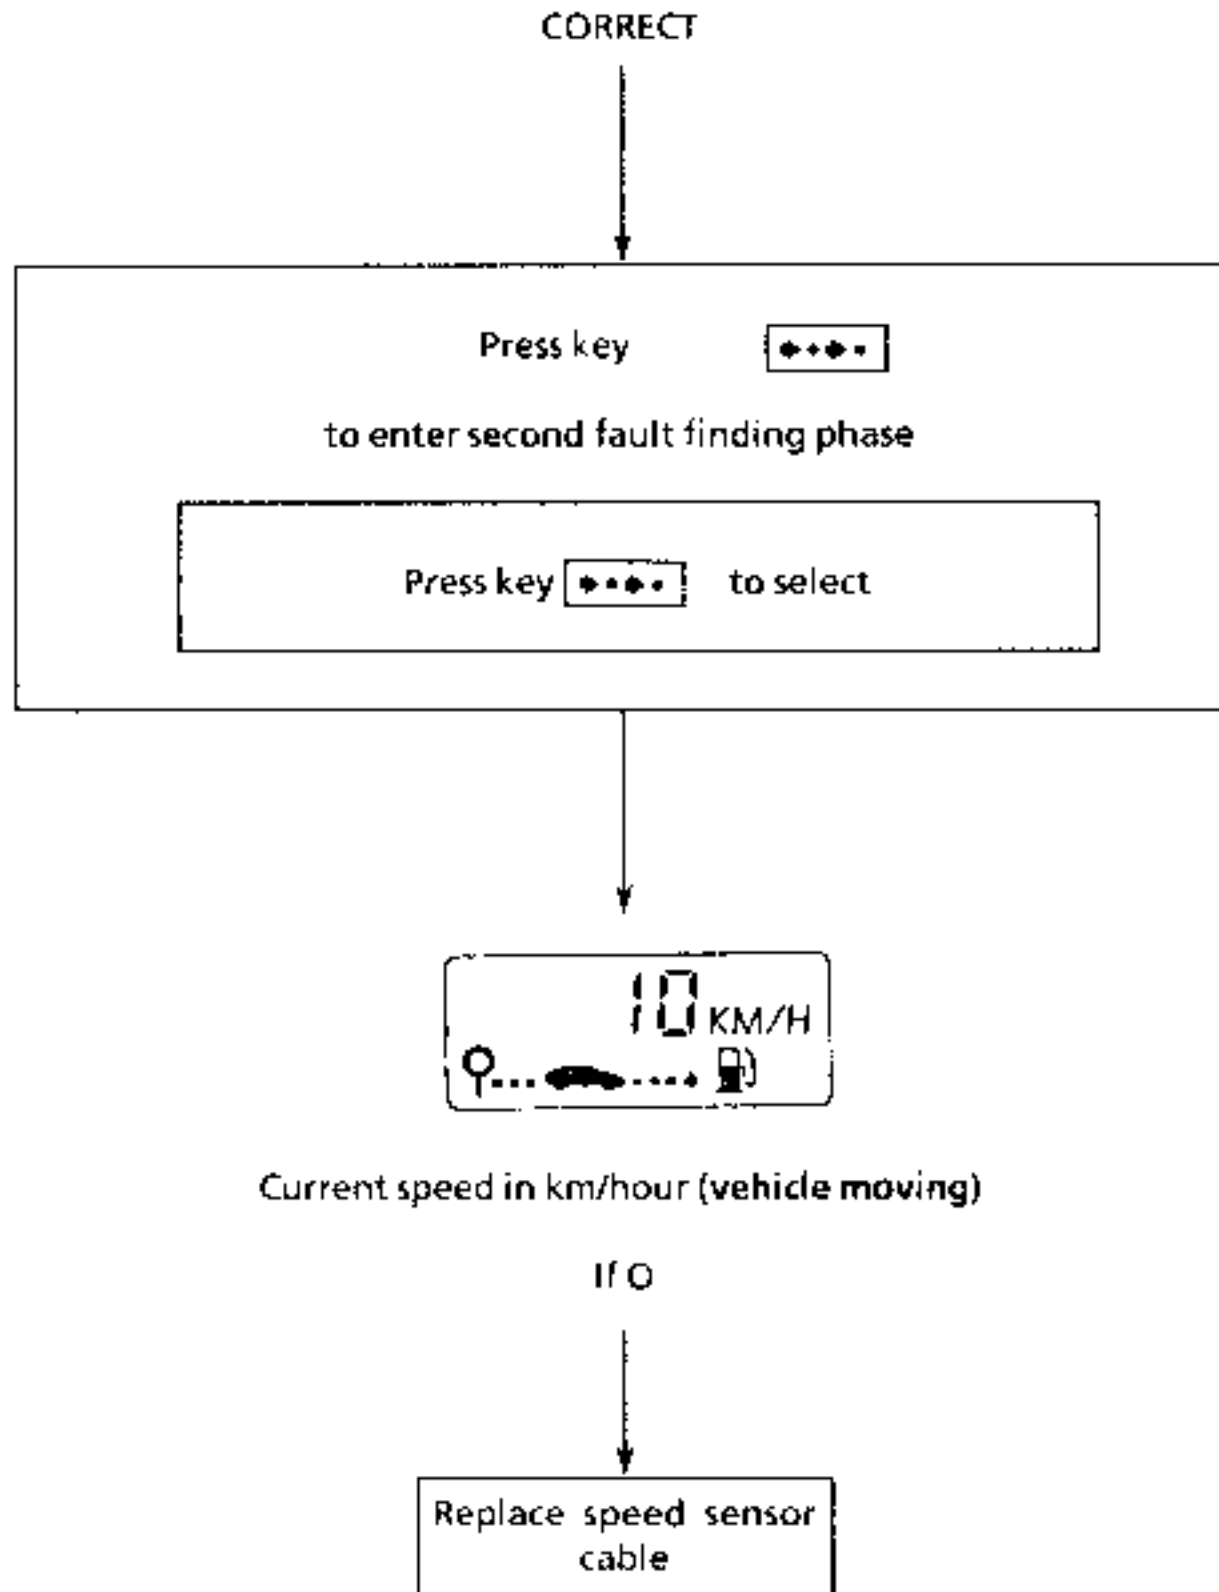 CORRECT
Press key
to enter second fault finding phase
Press key to select
10 KM/H
Current speed in km/hour (vehicle moving)
If O
Replace speed sensor
cable